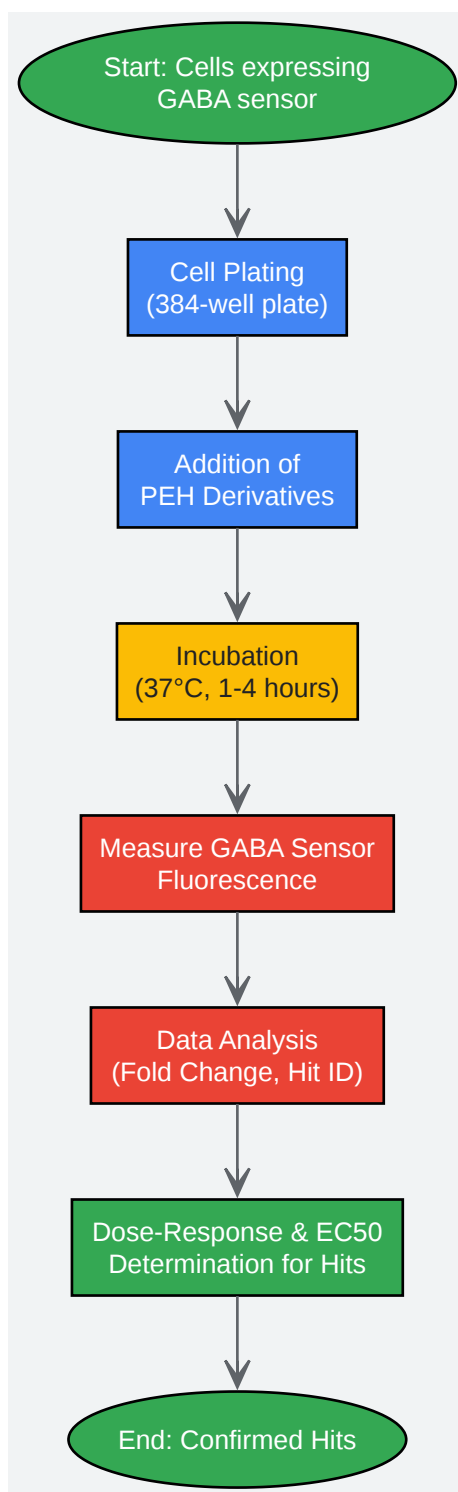 Start: Cells expressing
GABA sensor
Cell Plating
(384-well plate)
Addition of
PEH Derivatives
Incubation
(37°C, 1-4 hours)
Measure GABA Sensor
Fluorescence
Data Analysis
(Fold Change, Hit ID)
Dose-Response & EC50
Determination for Hits
End: Confirmed Hits